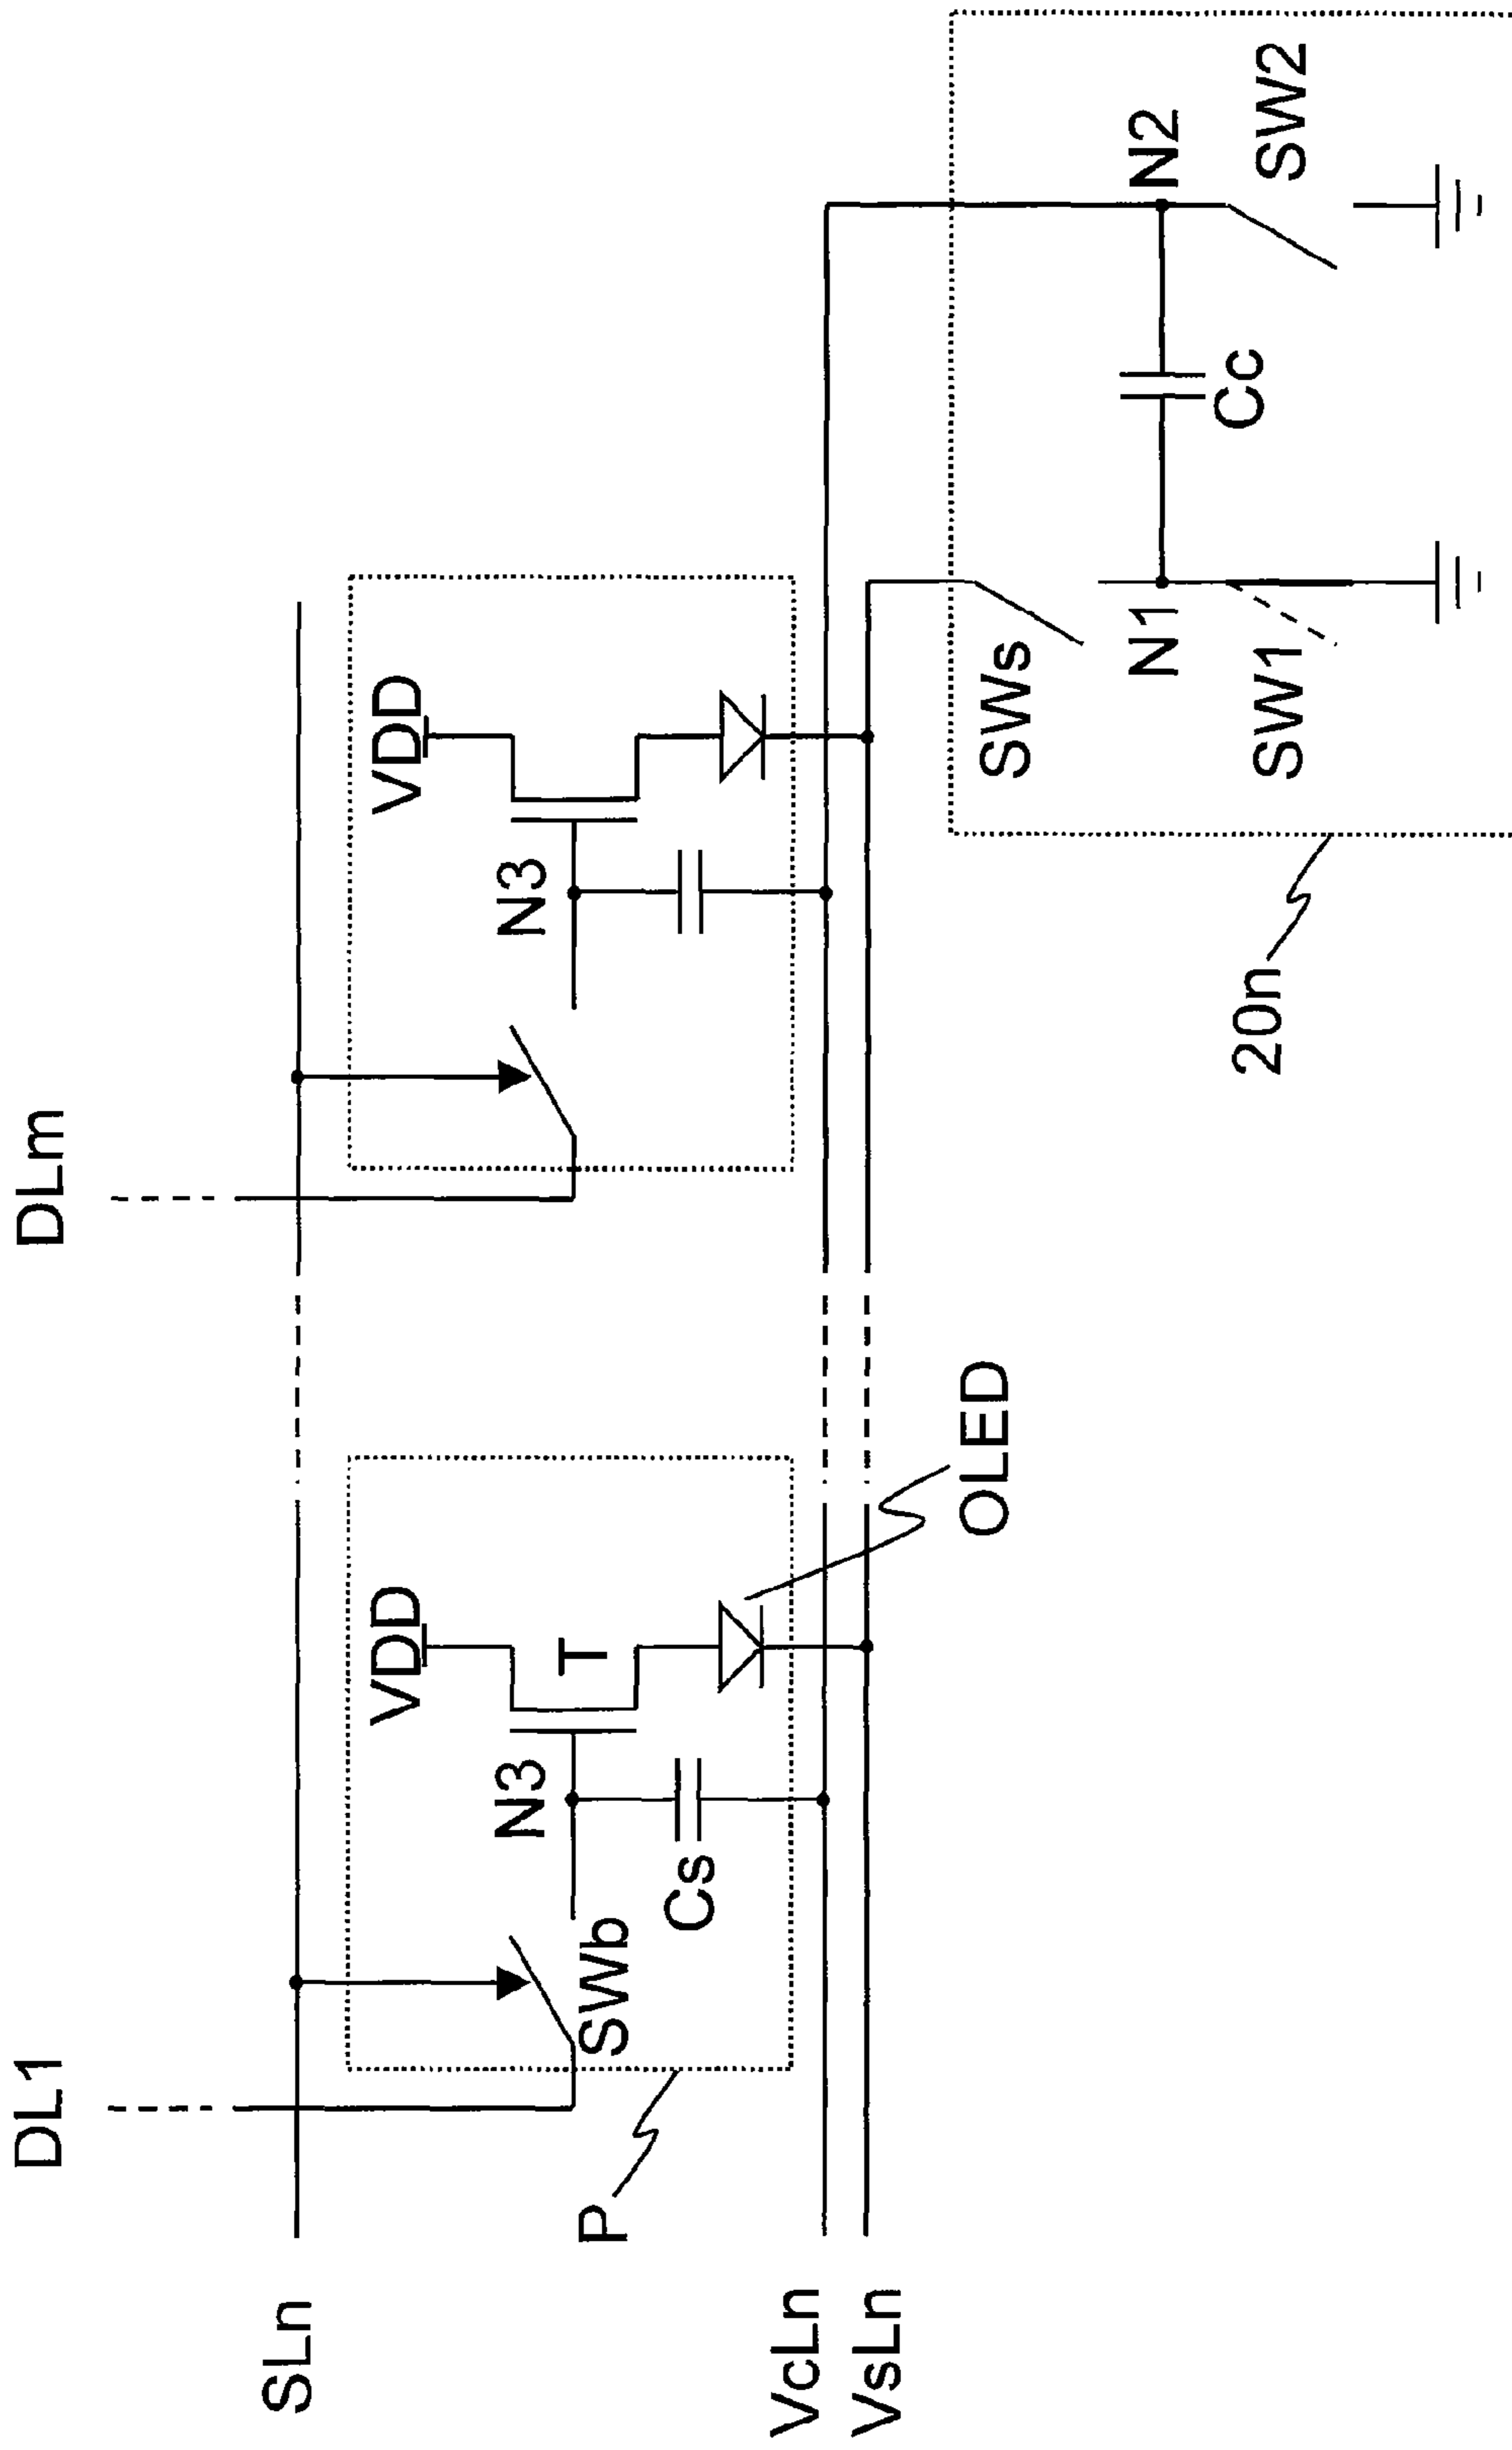 DL1
DLm
SLn
VDD
VDD
N3
T
N3
SWb
Cs
P
OLED
VcLn
VsLn
SWs
N1
N2
Cc
SW1
SW2
20n